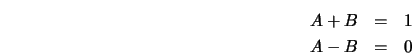 A + B = 1
A − B = 0